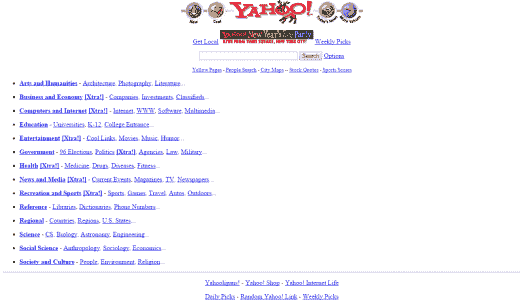 New Cool YAHOO! Today's News More Yahoos
Yahoo! New Year's Eve Party
LIVE FROM TIMES SQUARE, NEW YORK CITY
Get Local Weekly Picks
Search Options
Yellow Pages - People Search - City Maps -- Stock Quotes - Sports Scores
Arts and Humanities - Architecture, Photography, Literature...
Business and Economy [Xtra!] - Companies, Investments, Classifieds...
Computers and Internet [Xtra!] - Internet, WWW, Software, Multimedia...
Education - Universities, K-12, College Entrance...
Entertainment [Xtra!] - Cool Links, Movies, Music, Humor...
Government - 96 Elections, Politics [Xtra!], Agencies, Law, Military...
Health [Xtra!] - Medicine, Drugs, Diseases, Fitness...
News and Media [Xtra!] - Current Events, Magazines, TV, Newspapers...
Recreation and Sports [Xtra!] - Sports, Games, Travel, Autos, Outdoors...
Reference - Libraries, Dictionaries, Phone Numbers...
Regional - Countries, Regions, U.S. States...
Science - CS, Biology, Astronomy, Engineering...
Social Science - Anthropology, Sociology, Economics...
Society and Culture - People, Environment, Religion...
Yahooligans! - Yahoo! Shop - Yahoo! Internet Life
Daily Picks - Random Yahoo! Link - Weekly Picks